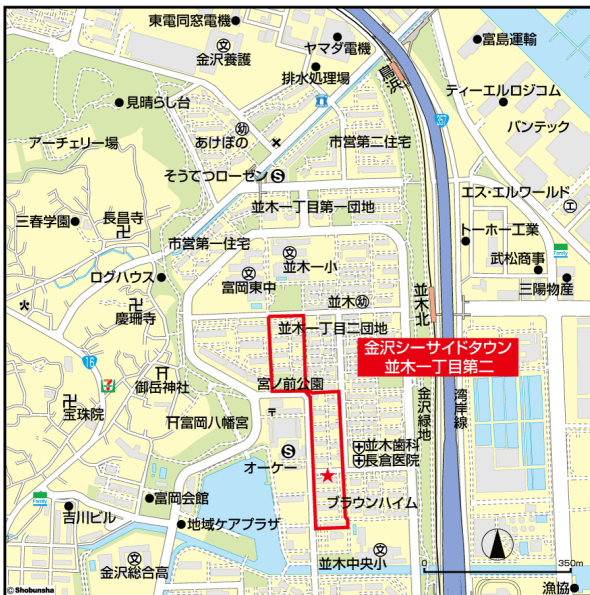 東電同窓電機
金沢養護
ヤマダ電機
富島運輸
排水処理場
鳥浜
ティーエルロジコム
357
見晴らし台
バンテック
アーチェリー場
あけぼの
市営第二住宅
そうてつローゼン
エス・エルワールド
並木一丁目第一団地
三春学園
長昌寺
トーホー工業
市営第一住宅
並木一小
Family
武松商事
ログハウス
富岡東中
三陽物産
並木
並木北
慶珊寺
並木一丁目二団地
金沢シーサイドタウン
並木一丁目第二
16
御岳神社
宮ノ前公園
7
宝珠院
富岡八幡宮
金沢緑地
湾岸線
並木歯科
長倉医院
オーケー
ブラウンハイム
Family
富岡会館
吉川ビル
地域ケアプラザ
金沢総合高
並木中央小
0
350m
漁協
© Shobunsha